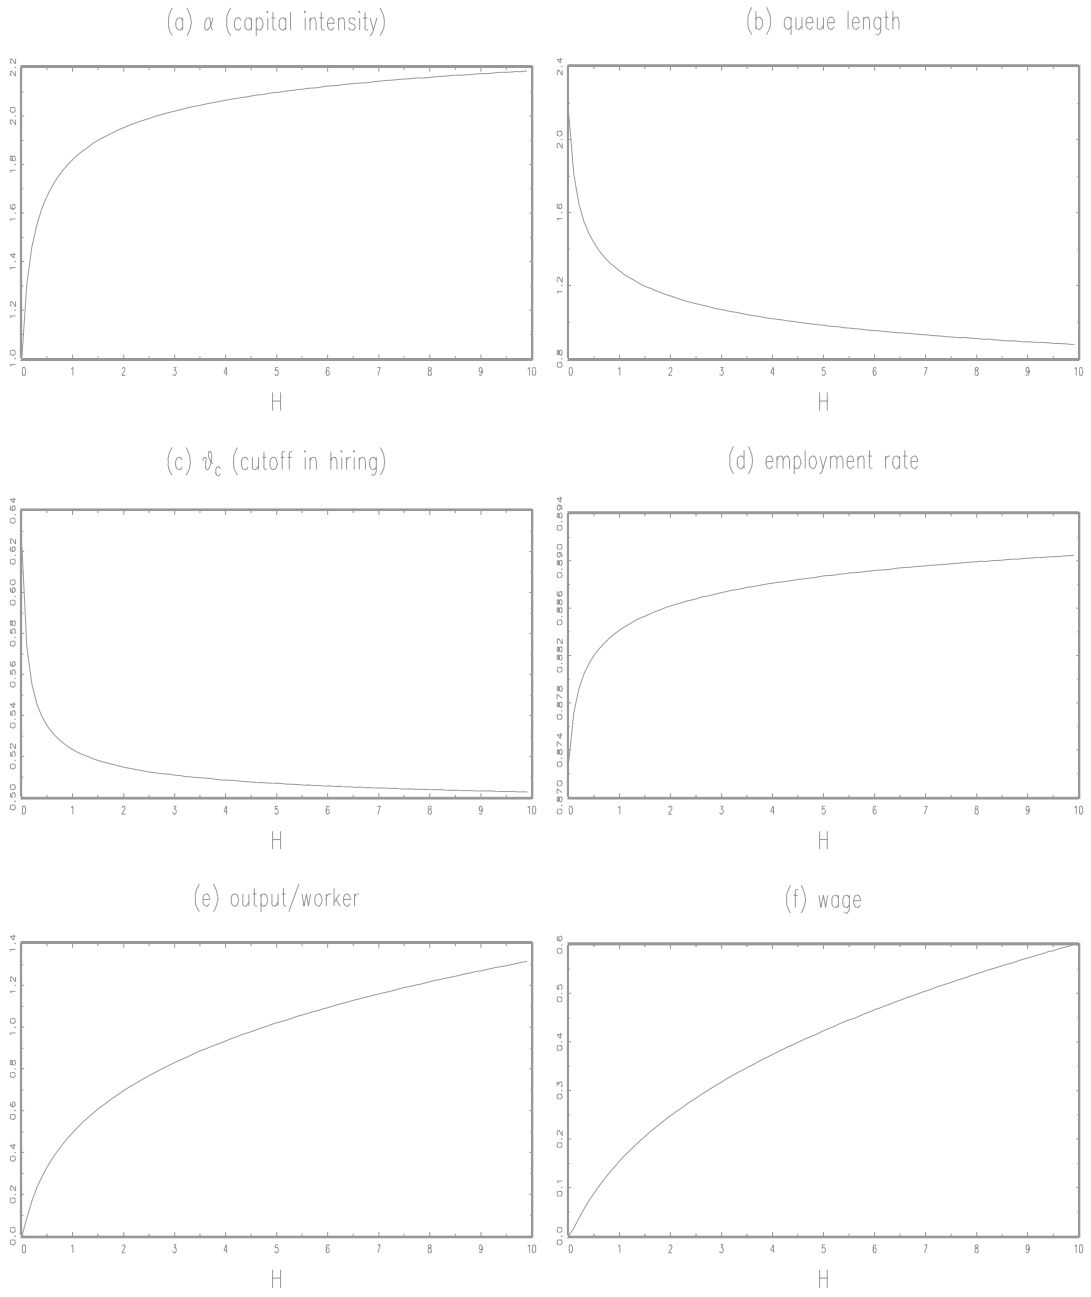 (a) α (capital intensity)
2.2
2.0
1.8
1.6
1.4
1.2
1.0
0 1 2 3 4 5 6 7 8 9 10
H
(b) queue length
2.4
2.0
1.6
1.2
0.8
0 1 2 3 4 5 6 7 8 9 10
H
(c) ϑc (cutoff in hiring)
0.64
0.62
0.60
0.58
0.56
0.54
0.52
0.50
0 1 2 3 4 5 6 7 8 9 10
H
(d) employment rate
0.894
0.890
0.886
0.882
0.878
0.874
0.870
0 1 2 3 4 5 6 7 8 9 10
H
(e) output/worker
1.4
1.2
1.0
0.8
0.6
0.4
0.2
0.0
0 1 2 3 4 5 6 7 8 9 10
H
(f) wage
0.6
0.5
0.4
0.3
0.2
0.1
0.0
0 1 2 3 4 5 6 7 8 9 10
H